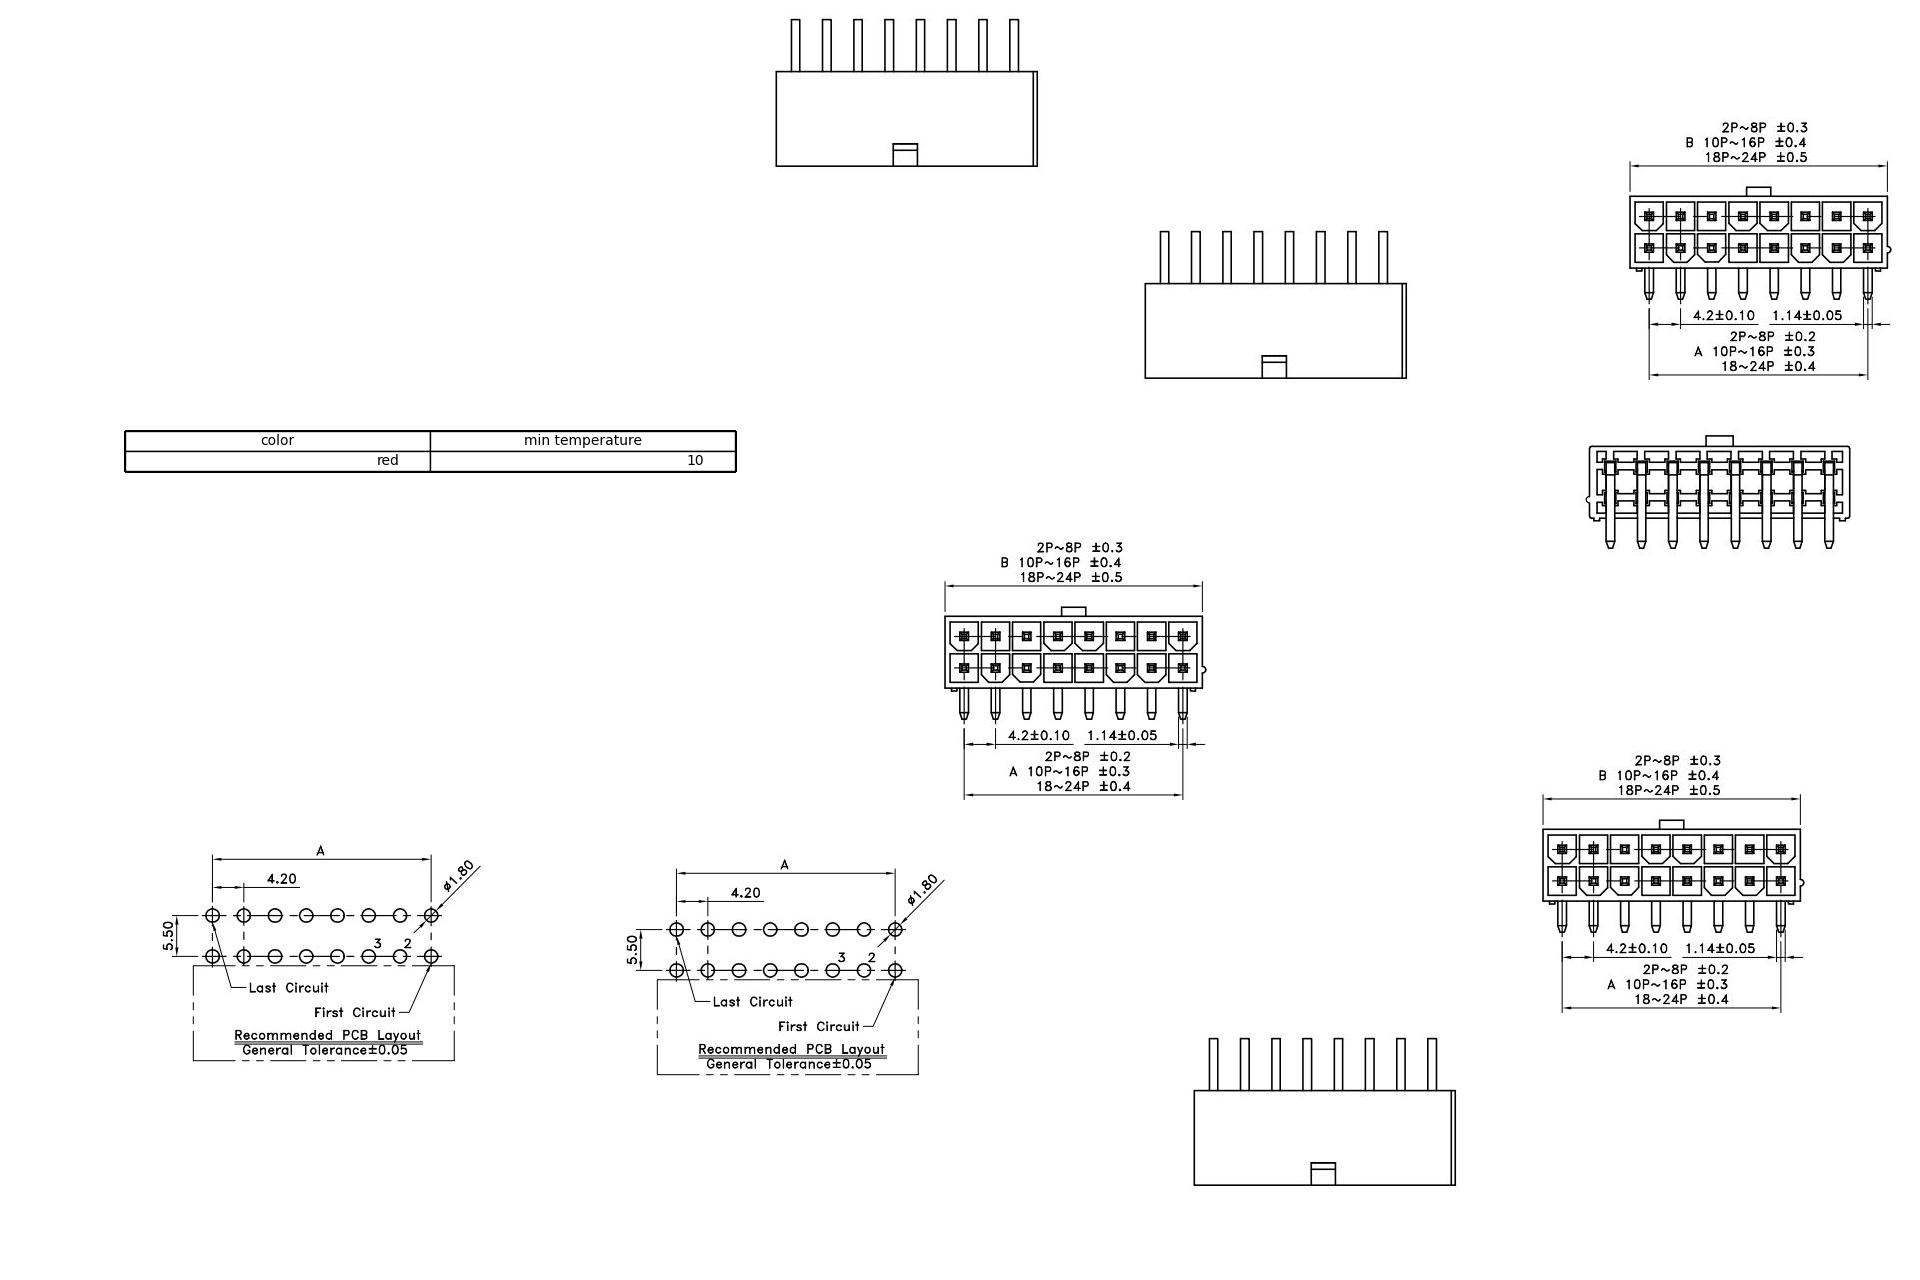 2P~8P ±0.3
B 10P~16P ±0.4
18P~24P ±0.5
4.2±0.10 1.14±0.05
2P~8P ±0.2
A 10P~16P ±0.3
18~24P ±0.4
color min temperature
red 10
2P~8P ±0.3
B 10P~16P ±0.4
18P~24P ±0.5
4.2±0.10 1.14±0.05
2P~8P ±0.2
A 10P~16P ±0.3
18~24P ±0.4
2P~8P ±0.3
B 10P~16P ±0.4
18P~24P ±0.5
4.2±0.10 1.14±0.05
2P~8P ±0.2
A 10P~16P ±0.3
18~24P ±0.4
A
4.20
ø1.80
5.50
3 2
Last Circuit
First Circuit
Recommended PCB Layout
General Tolerance±0.05
A
4.20
ø1.80
5.50
3 2
Last Circuit
First Circuit
Recommended PCB Layout
General Tolerance±0.05